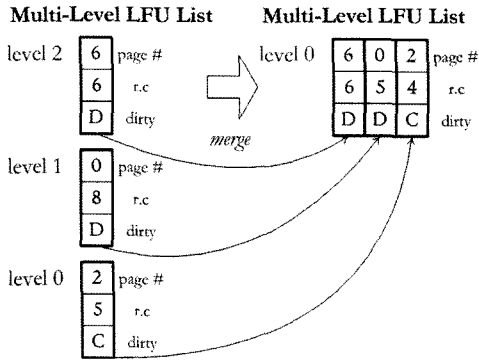 Multi-Level LFU List
level 2
6 page #
6 r.c
D dirty
level 1
0 page #
8 r.c
D dirty
level 0
2 page #
5 r.c
C dirty
merge
Multi-Level LFU List
level 0
6 0 2 page #
6 5 4 r.c
D D C dirty